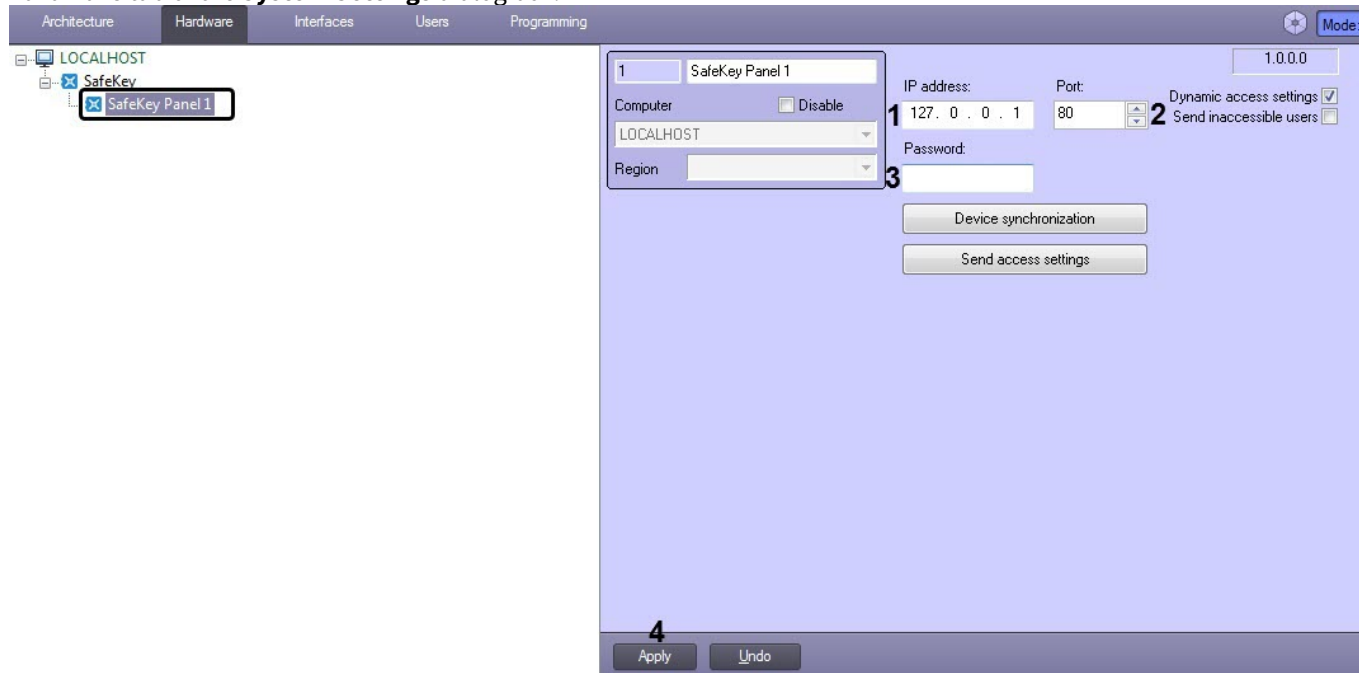 Architecture Hardware Interfaces Users Programming Mode:
LOCALHOST
SafeKey
SafeKey Panel 1
1 SafeKey Panel 1
Computer Disable
LOCALHOST
Region
1.0.0.0
IP address: Port:
1 127. 0 . 0 . 1 80
2 Dynamic access settings
Send inaccessible users
Password:
3
Device synchronization
Send access settings
4
Apply Undo